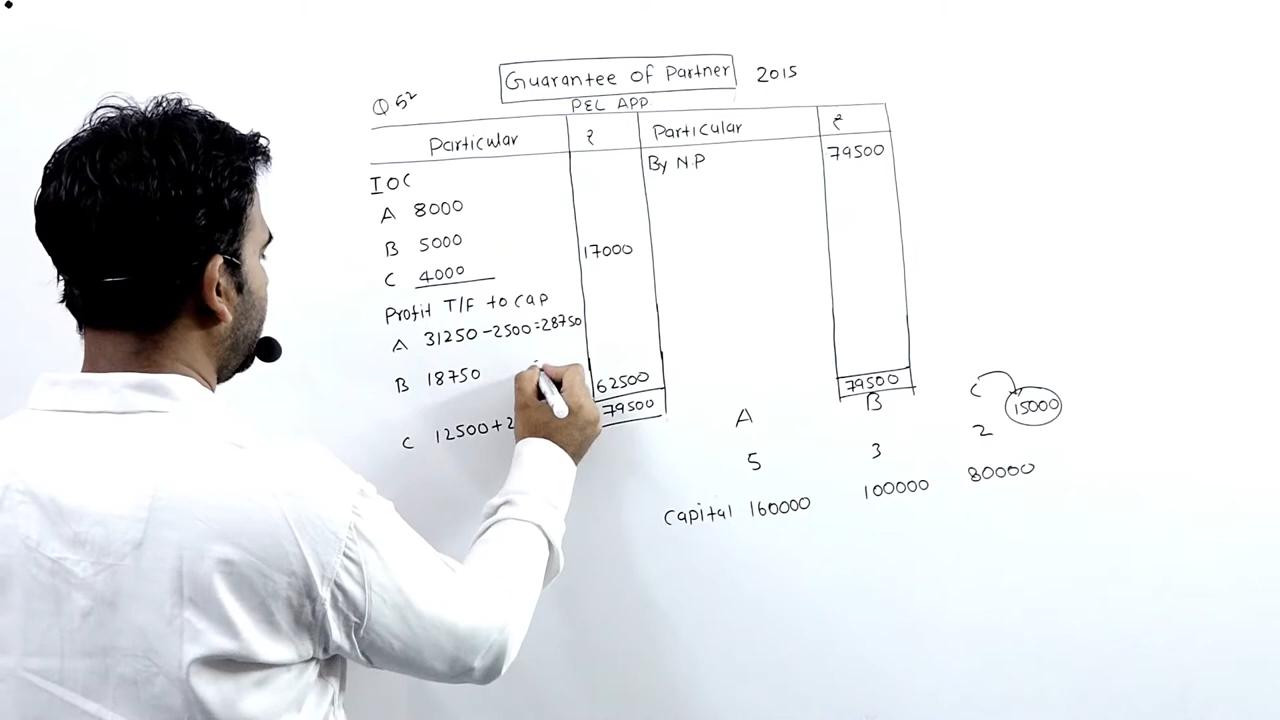 Guarantee of Partner 2015
Q 52
P&L APP
Particular ₹ Particular ₹
By N.P 79500
IOC
A 8000
B 5000 17000
C 4000
Profit T/F to cap
A 31250 - 2500 = 28750
B 18750 62500 79500
79500
C 12500 + 2
A B C 15000
5 3 2
Capital 160000 100000 80000